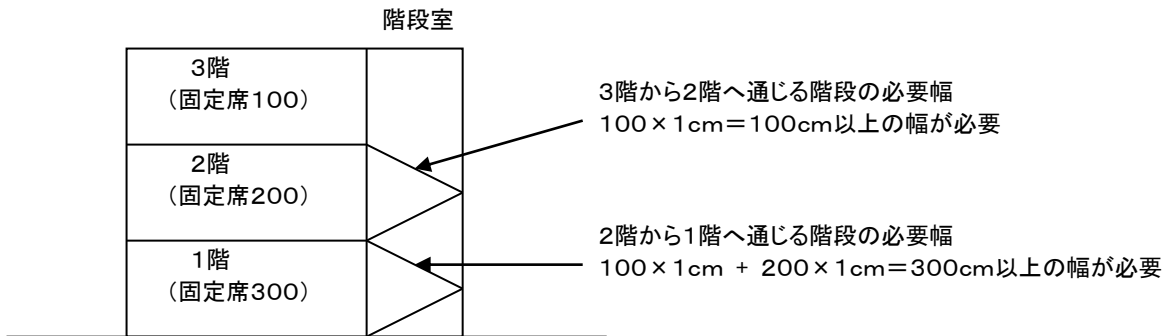 階段室
3階
(固定席100)
3階から2階へ通じる階段の必要幅
100×1cm=100cm以上の幅が必要
2階
(固定席200)
2階から1階へ通じる階段の必要幅
100×1cm + 200×1cm=300cm以上の幅が必要
1階
(固定席300)